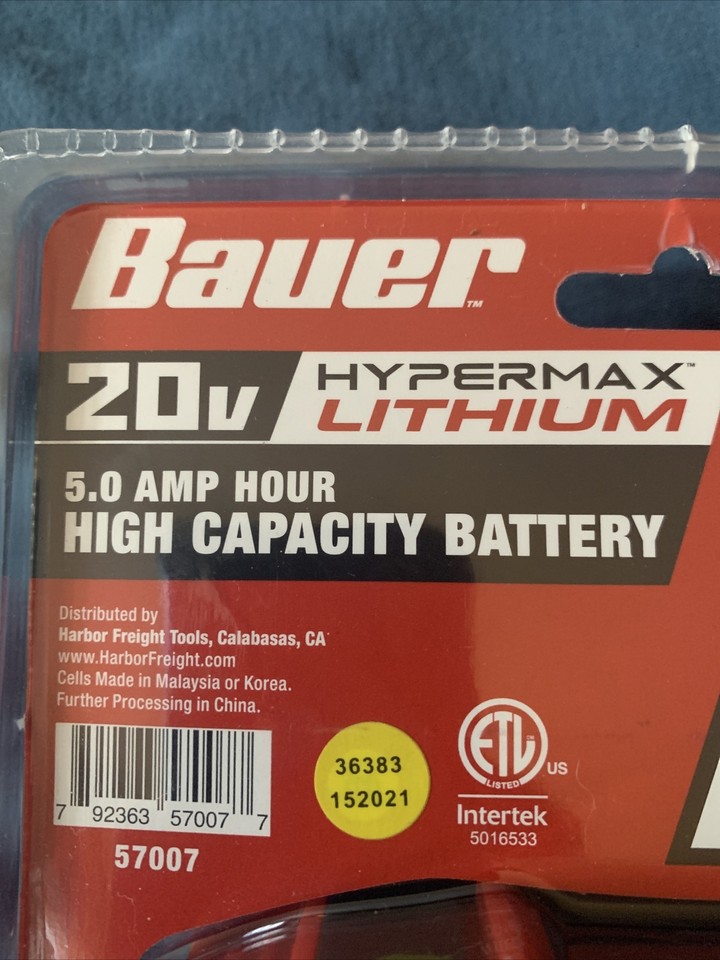 Bauer™
20v HYPERMAX™
LITHIUM
5.0 AMP HOUR
HIGH CAPACITY BATTERY
Distributed by
Harbor Freight Tools, Calabasas, CA
www.HarborFreight.com
Cells Made in Malaysia or Korea.
Further Processing in China.
7 92363 57007 7
57007
36383
152021
ETL
LISTED
US
Intertek
5016533